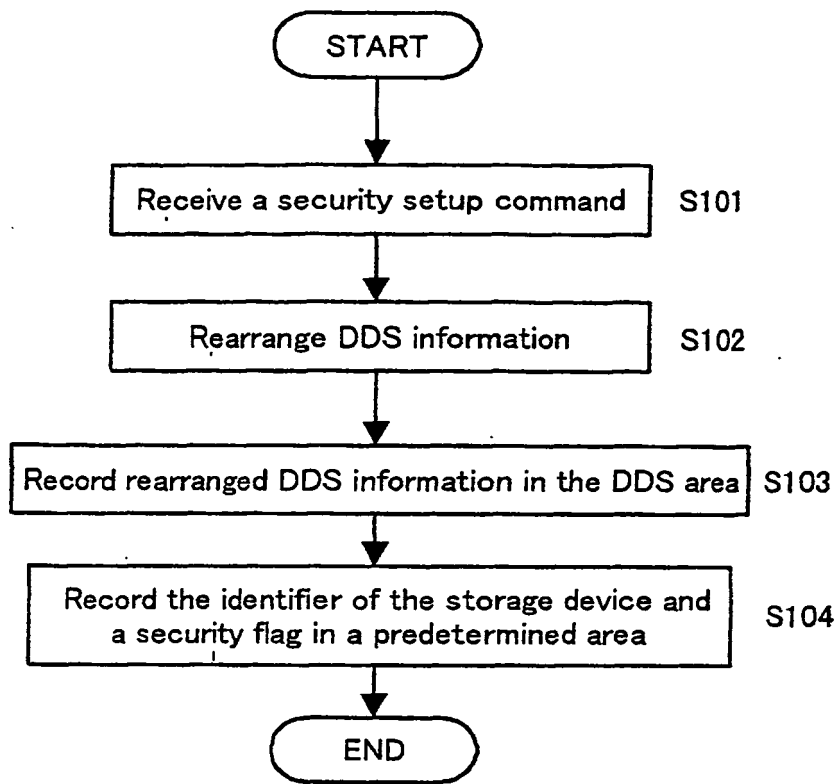 START
Receive a security setup command S101
Rearrange DDS information S102
Record rearranged DDS information in the DDS area S103
Record the identifier of the storage device and
a security flag in a predetermined area S104
END